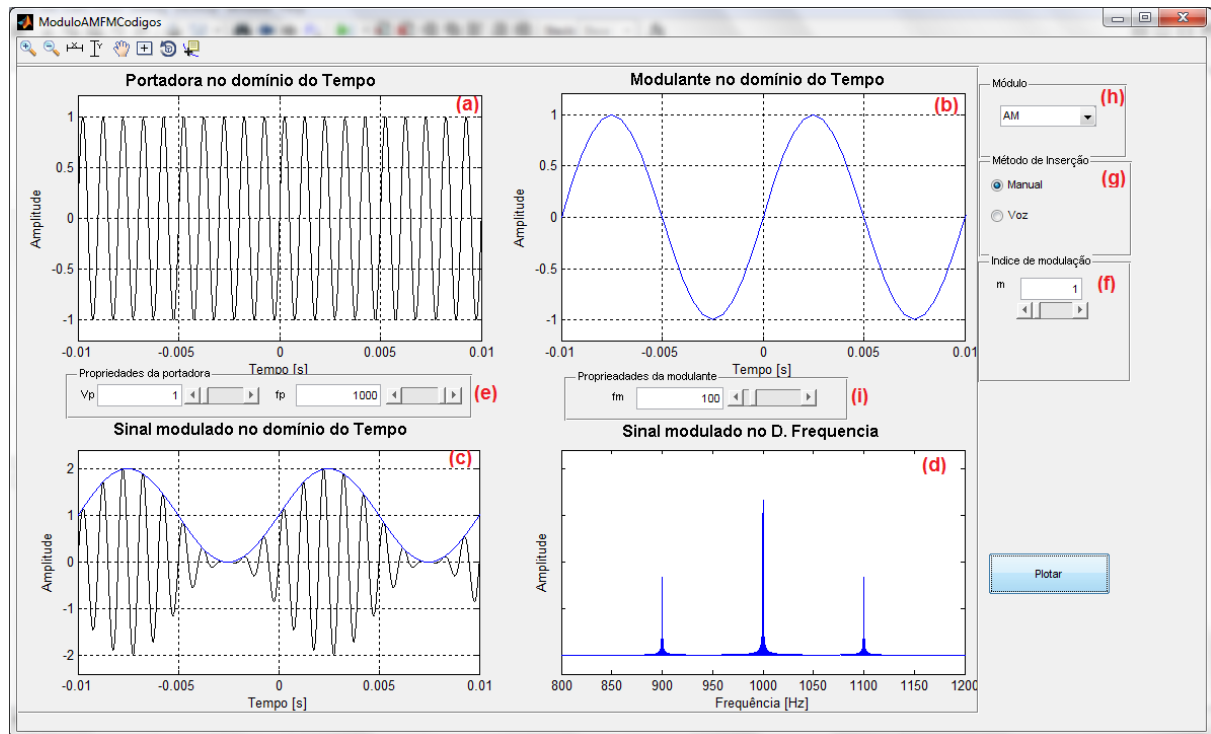 ModuloAMFMCodigos
Portadora no domínio do Tempo
(a)
Amplitude
1
0.5
0
-0.5
-1
-0.01
-0.005
0
0.005
0.01
Tempo [s]
Modulante no domínio do Tempo
(b)
Amplitude
1
0.5
0
-0.5
-1
-0.01
-0.005
0
0.005
0.01
Tempo [s]
Módulo
(h)
AM
Método de Inserção
(g)
Manual
Voz
Indice de modulação
m
1
(f)
Propriedades da portadora
Vp
1
fp
1000
(e)
Proprieadades da modulante
fm
100
(i)
Sinal modulado no domínio do Tempo
(c)
Amplitude
2
1
0
-1
-2
-0.01
-0.005
0
0.005
0.01
Tempo [s]
Sinal modulado no D. Frequencia
(d)
Amplitude
800
850
900
950
1000
1050
1100
1150
1200
Frequência [Hz]
Plotar